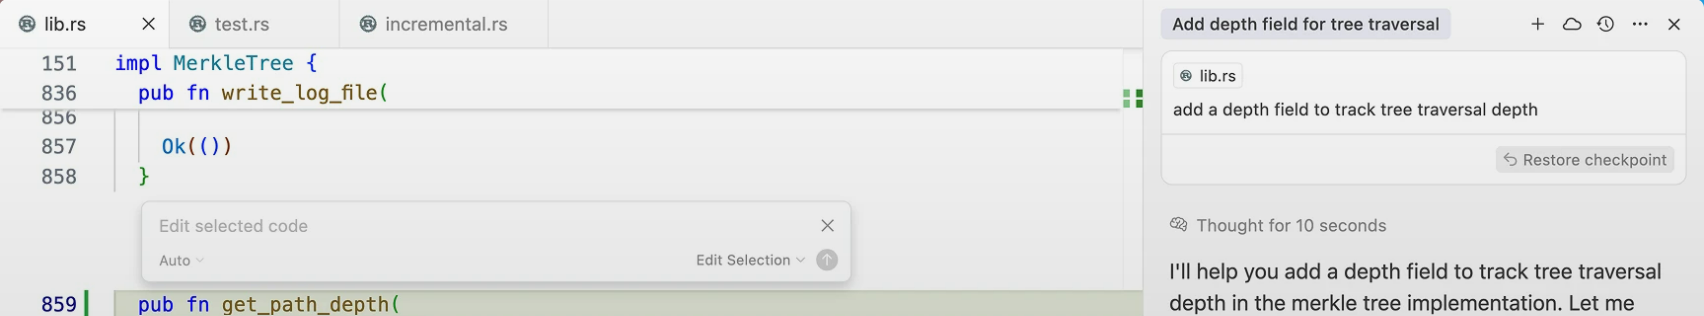 lib.rs
test.rs
incremental.rs
151 impl MerkleTree {
836 pub fn write_log_file(
856
857 Ok(())
858 }
Edit selected code
Auto
Edit Selection
859 pub fn get_path_depth(
Add depth field for tree traversal
lib.rs
add a depth field to track tree traversal depth
Restore checkpoint
Thought for 10 seconds
I'll help you add a depth field to track tree traversal
depth in the merkle tree implementation. Let me